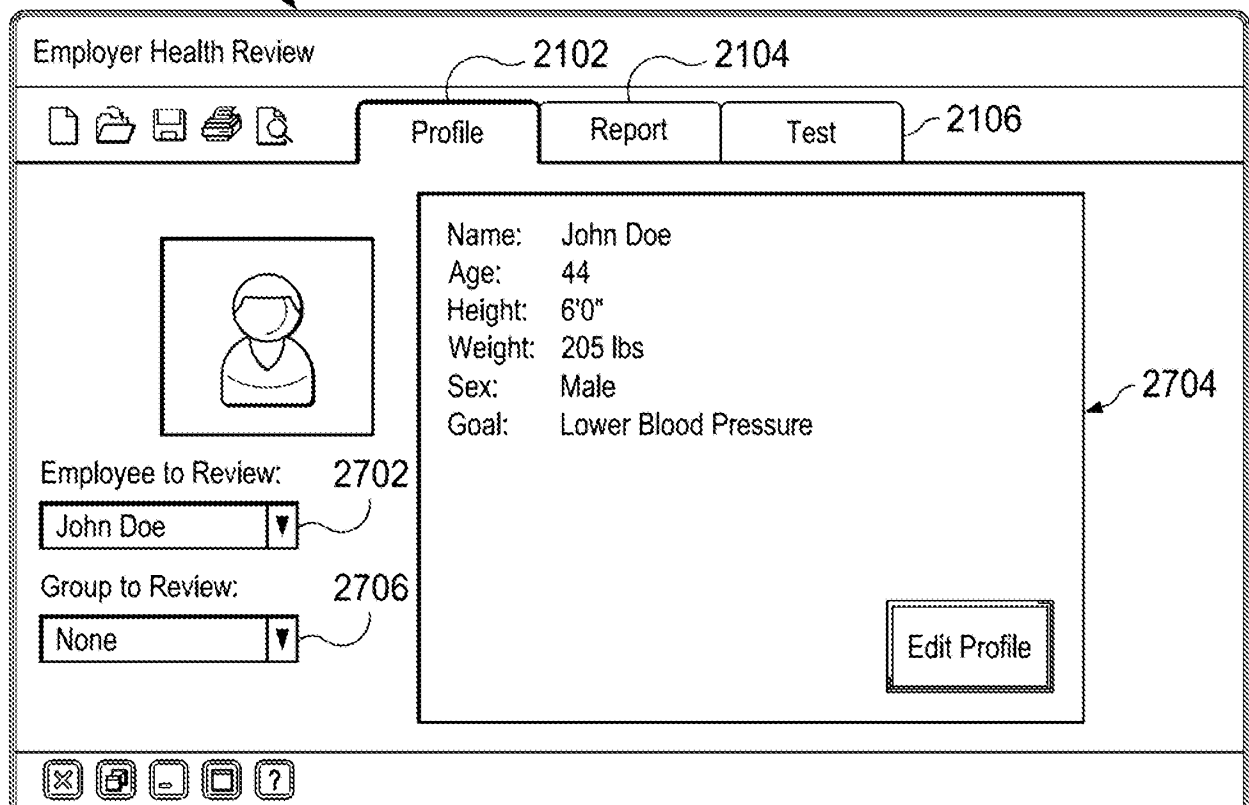 Employer Health Review
2102
2104
Profile
Report
Test
2106
Name: John Doe
Age: 44
Height: 6'0"
Weight: 205 lbs
Sex: Male
Goal: Lower Blood Pressure
2704
Employee to Review:
2702
John Doe
Group to Review:
2706
None
Edit Profile
?